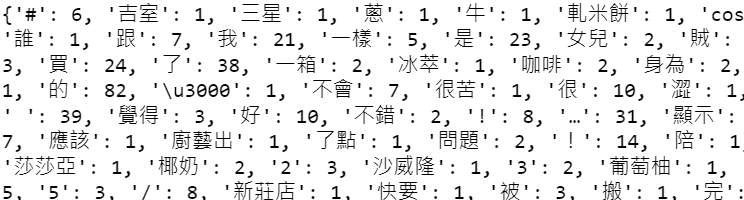 {'#': 6, '吉室': 1, '三星': 1, '蔥': 1, '牛': 1, '軋米餅': 1, 'cos
'誰': 1, '跟': 7, '我': 21, '一樣': 5, '是': 23, '女兒': 2, '賊':
3, '買': 24, '了': 38, '一箱': 2, '冰萃': 1, '咖啡': 2, '身為': 2,
1, '的': 82, '\u3000': 1, '不會': 7, '很苦': 1, '很': 10, '澀': 1,
' ': 39, '覺得': 3, '好': 10, '不錯': 2, '!': 8, '…': 31, '顯示':
7, '應該': 1, '廚藝出': 1, '了點': 1, '問題': 2, '！': 14, '陪': 1,
'莎莎亞': 1, '椰奶': 2, '2': 3, '沙威隆': 1, '3': 2, '葡萄柚': 1,
5, '5': 3, '/': 8, '新莊店': 1, '快要': 1, '被': 3, '搬': 1, '完':